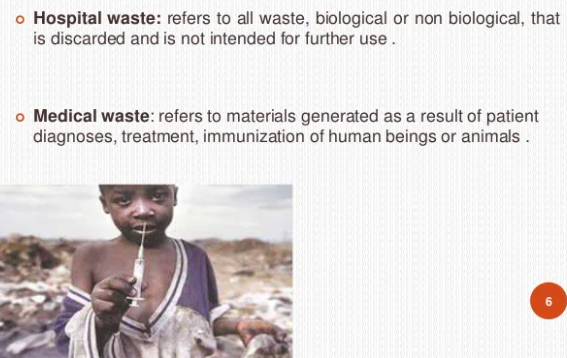 Hospital waste: refers to all waste, biological or non biological, that
is discarded and is not intended for further use .
Medical waste: refers to materials generated as a result of patient
diagnoses, treatment, immunization of human beings or animals .
6